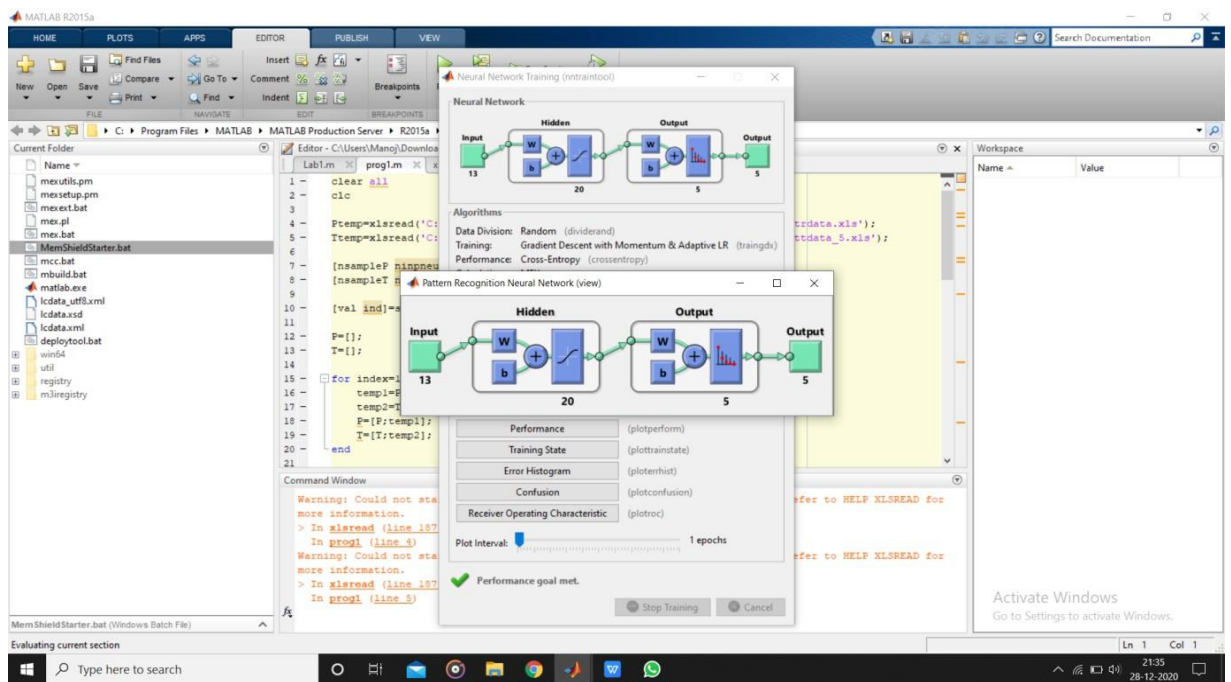 MATLAB R2015a
HOME PLOTS APPS EDITOR PUBLISH VIEW
Search Documentation
New Open Save
Find Files
Compare
Print
Go To
Find
Insert
Comment
Indent
Breakpoints
FILE NAVIGATE EDIT BREAKPOINTS
C: Program Files MATLAB MATLAB Production Server R2015a
Current Folder
Name
mexutils.pm
mexsetup.pm
mexext.bat
mex.pl
mex.bat
MemShieldStarter.bat
mcc.bat
mbuild.bat
matlab.exe
lcdata_utf8.xml
lcdata.xsd
lcdata.xml
deploytool.bat
win64
util
registry
m3iregistry
MemShieldStarter.bat (Windows Batch File)
Editor - C:\Users\Manoj\Downloa
Lab1.m prog1.m x
1 clear all
2 clc
3
4 Ptemp=xlsread('C: trdata.xls');
5 Ttemp=xlsread('C: ttdata_5.xls');
6
7 [nsampleP ninpneu
8 [nsampleT n
9
10 [val ind]=s
11
12 P=[];
13 T=[];
14
15 for index=1
16 temp1=P
17 temp2=T
18 P=[P;temp1];
19 T=[T;temp2];
20 end
21
Command Window
Warning: Could not sta efer to HELP XLSREAD for
more information.
> In xlsread (line 187
In prog1 (line 4)
Warning: Could not sta efer to HELP XLSREAD for
more information.
> In xlsread (line 187
In prog1 (line 5)
fx
Neural Network Training (nntraintool)
Neural Network
Hidden Output
Input Output
W W
b b
13 20 5 5
Algorithms
Data Division: Random (dividerand)
Training: Gradient Descent with Momentum & Adaptive LR (traingdx)
Performance: Cross-Entropy (crossentropy)
Pattern Recognition Neural Network (view)
Hidden Output
Input Output
W W
b b
13 20 5 5
Performance (plotperform)
Training State (plottrainstate)
Error Histogram (ploterrhist)
Confusion (plotconfusion)
Receiver Operating Characteristic (plotroc)
Plot Interval: 1 epochs
Performance goal met.
Stop Training Cancel
Workspace
Name Value
Activate Windows
Go to Settings to activate Windows.
Evaluating current section
Ln 1 Col 1
Type here to search
21:35
28-12-2020